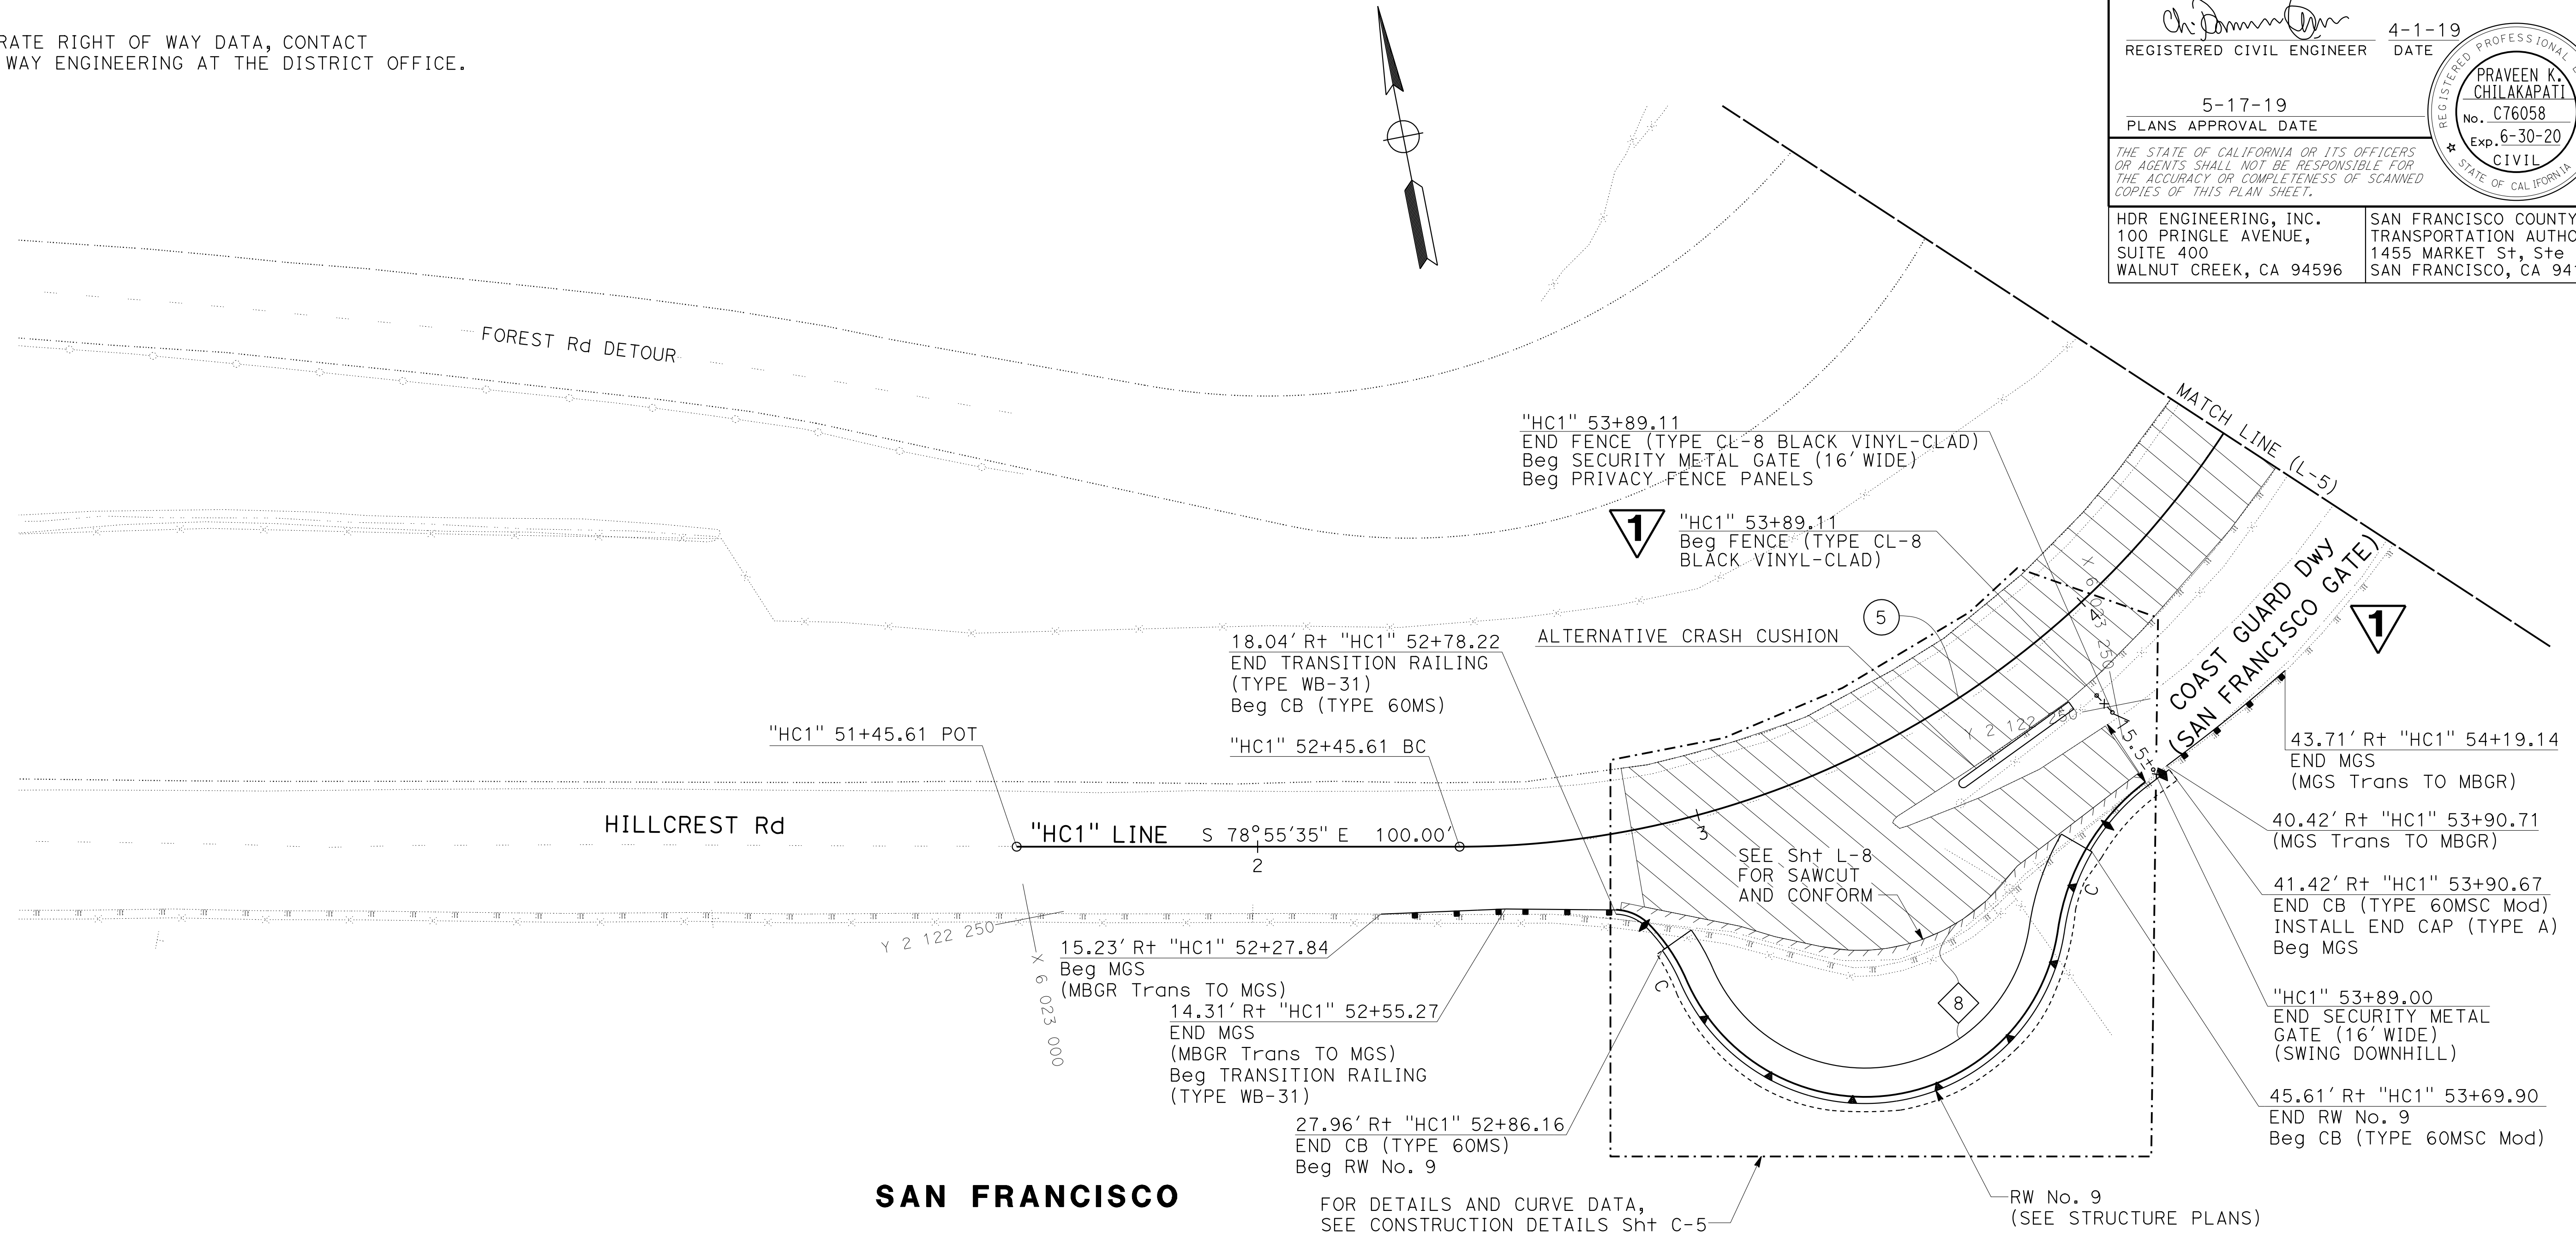 RATE RIGHT OF WAY DATA, CONTACT
WAY ENGINEERING AT THE DISTRICT OFFICE.
REGISTERED CIVIL ENGINEER
4-1-19
DATE
5-17-19
PLANS APPROVAL DATE
REGISTERED PROFESSIONAL
PRAVEEN K.
CHILAKAPATI
No. C76058
Exp. 6-30-20
CIVIL
STATE OF CALIFORNIA
THE STATE OF CALIFORNIA OR ITS OFFICERS
OR AGENTS SHALL NOT BE RESPONSIBLE FOR
THE ACCURACY OR COMPLETENESS OF SCANNED
COPIES OF THIS PLAN SHEET.
HDR ENGINEERING, INC.
100 PRINGLE AVENUE,
SUITE 400
WALNUT CREEK, CA 94596
SAN FRANCISCO COUNTY
TRANSPORTATION AUTHO
1455 MARKET St, Ste
SAN FRANCISCO, CA 941
FOREST Rd DETOUR
MATCH LINE (L-5)
"HC1" 53+89.11
END FENCE (TYPE CL-8 BLACK VINYL-CLAD)
Beg SECURITY METAL GATE (16' WIDE)
Beg PRIVACY FENCE PANELS
1
"HC1" 53+89.11
Beg FENCE (TYPE CL-8
BLACK VINYL-CLAD)
5
ALTERNATIVE CRASH CUSHION
18.04' Rt "HC1" 52+78.22
END TRANSITION RAILING
(TYPE WB-31)
Beg CB (TYPE 60MS)
"HC1" 51+45.61 POT
"HC1" 52+45.61 BC
X 6 023 250
4
Y 2 122 250
5.5±
COAST GUARD Dwy
(SAN FRANCISCO GATE)
1
HILLCREST Rd
"HC1" LINE S 78°55'35" E 100.00'
2
3
SEE Sht L-8
FOR SAWCUT
AND CONFORM
C
C
8
Y 2 122 250
X 6 023 000
15.23' Rt "HC1" 52+27.84
Beg MGS
(MBGR Trans TO MGS)
14.31' Rt "HC1" 52+55.27
END MGS
(MBGR Trans TO MGS)
Beg TRANSITION RAILING
(TYPE WB-31)
27.96' Rt "HC1" 52+86.16
END CB (TYPE 60MS)
Beg RW No. 9
43.71' Rt "HC1" 54+19.14
END MGS
(MGS Trans TO MBGR)
40.42' Rt "HC1" 53+90.71
(MGS Trans TO MBGR)
41.42' Rt "HC1" 53+90.67
END CB (TYPE 60MSC Mod)
INSTALL END CAP (TYPE A)
Beg MGS
"HC1" 53+89.00
END SECURITY METAL
GATE (16' WIDE)
(SWING DOWNHILL)
45.61' Rt "HC1" 53+69.90
END RW No. 9
Beg CB (TYPE 60MSC Mod)
SAN FRANCISCO
FOR DETAILS AND CURVE DATA,
SEE CONSTRUCTION DETAILS Sht C-5
RW No. 9
(SEE STRUCTURE PLANS)